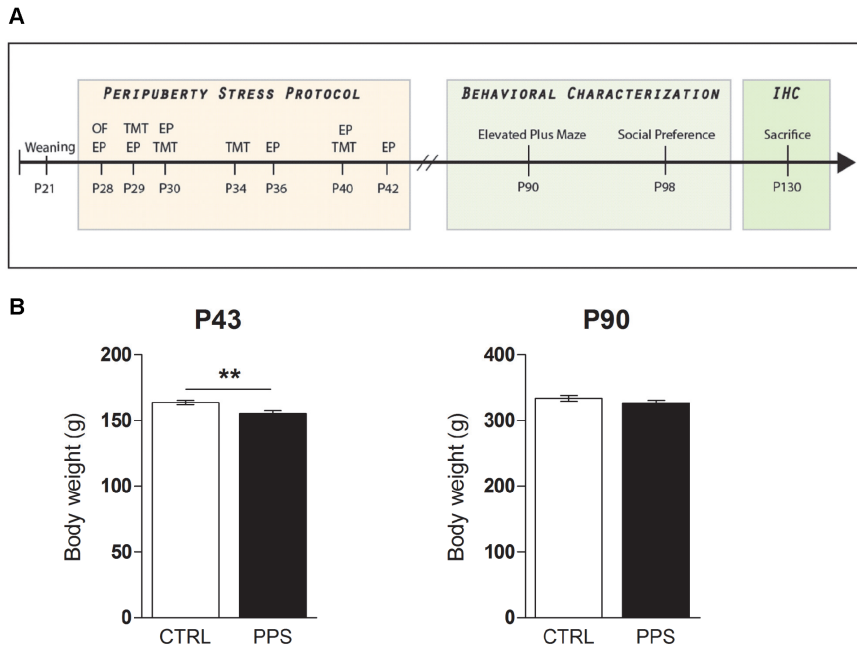 A
PERIPUBERTY STRESS PROTOCOL
BEHAVIORAL CHARACTERIZATION
IHC
Weaning
OF
EP
TMT
EP
EP
TMT
TMT
EP
EP
TMT
EP
Elevated Plus Maze
Social Preference
Sacrifice
P21
P28
P29
P30
P34
P36
P40
P42
P90
P98
P130
B
P43
200
150
100
50
0
Body weight (g)
**
CTRL
PPS
P90
400
300
200
100
0
Body weight (g)
CTRL
PPS